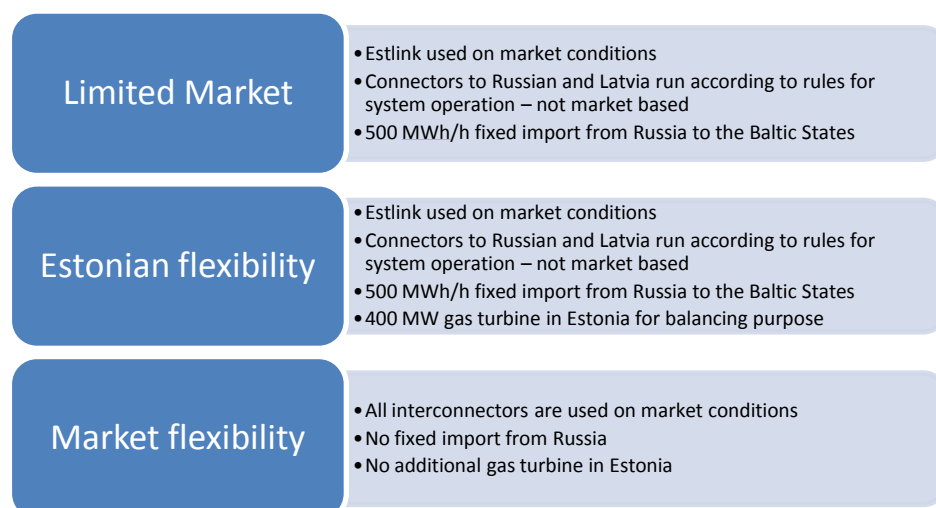 Limited Market
•Estlink used on market conditions
•Connectors to Russian and Latvia run according to rules for
system operation – not market based
•500 MWh/h fixed import from Russia to the Baltic States
Estonian flexibility
•Estlink used on market conditions
•Connectors to Russian and Latvia run according to rules for
system operation – not market based
•500 MWh/h fixed import from Russia to the Baltic States
•400 MW gas turbine in Estonia for balancing purpose
Market flexibility
•All interconnectors are used on market conditions
•No fixed import from Russia
•No additional gas turbine in Estonia